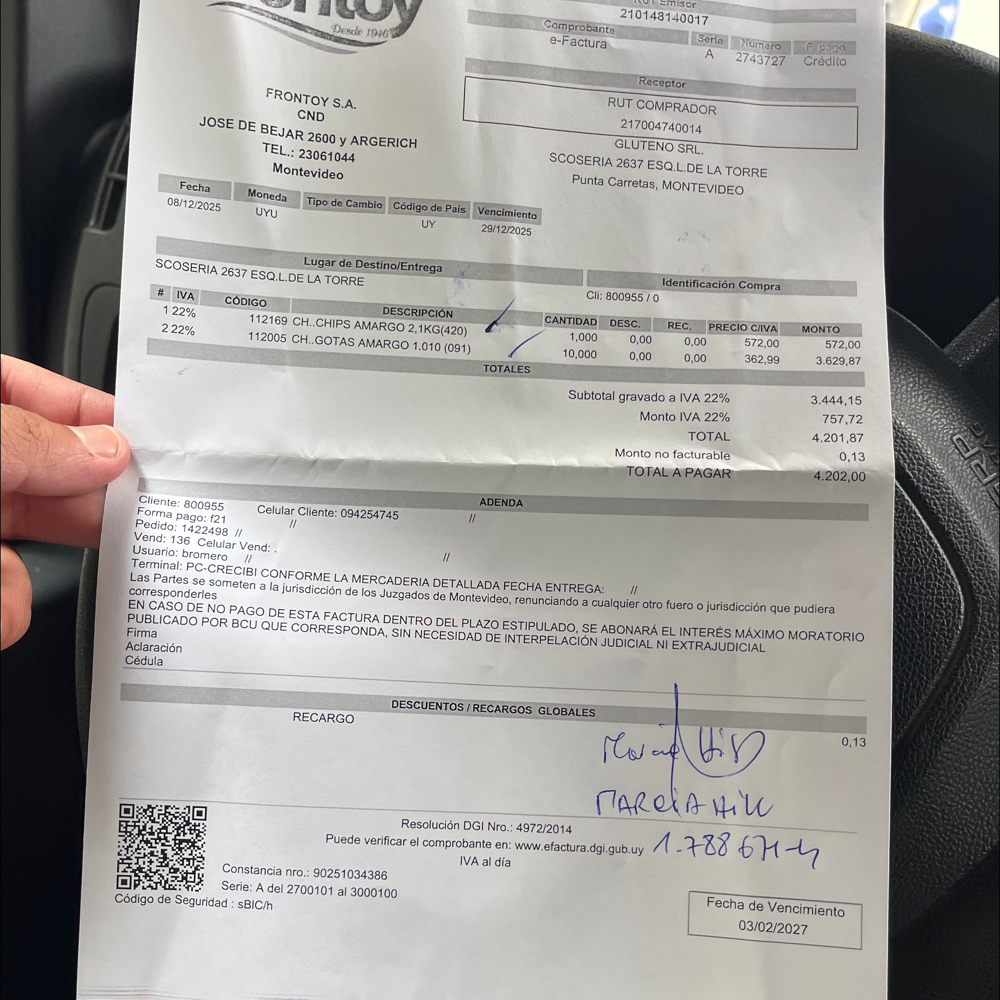 Desde 1946
RUT Emisor
210148140017
Comprobante Serie Número F. pago
e-Factura A 2743727 Crédito
Receptor
RUT COMPRADOR
217004740014
GLUTENO SRL.
SCOSERIA 2637 ESQ.L.DE LA TORRE
Punta Carretas, MONTEVIDEO
FRONTOY S.A.
CND
JOSE DE BEJAR 2600 y ARGERICH
TEL.: 23061044
Montevideo
Fecha Moneda Tipo de Cambio Código de País Vencimiento
08/12/2025 UYU UY 29/12/2025
Lugar de Destino/Entrega Identificación Compra
SCOSERIA 2637 ESQ.L.DE LA TORRE Cli: 800955 / 0
# IVA CÓDIGO DESCRIPCIÓN CANTIDAD DESC. REC. PRECIO C/IVA MONTO
1 22% 112169 CH..CHIPS AMARGO 2,1KG(420) 1,000 0,00 0,00 572,00 572,00
2 22% 112005 CH..GOTAS AMARGO 1.010 (091) 10,000 0,00 0,00 362,99 3.629,87
TOTALES
Subtotal gravado a IVA 22% 3.444,15
Monto IVA 22% 757,72
TOTAL 4.201,87
Monto no facturable 0,13
TOTAL A PAGAR 4.202,00
ADENDA
Cliente: 800955 Celular Cliente: 094254745 //
Forma pago: f21 //
Pedido: 1422498 //
Vend: 136 Celular Vend: . //
Usuario: bromero //
Terminal: PC-CRECIBI CONFORME LA MERCADERIA DETALLADA FECHA ENTREGA: //
Las Partes se someten a la jurisdicción de los Juzgados de Montevideo, renunciando a cualquier otro fuero o jurisdicción que pudiera
corresponderles
EN CASO DE NO PAGO DE ESTA FACTURA DENTRO DEL PLAZO ESTIPULADO, SE ABONARÁ EL INTERÉS MÁXIMO MORATORIO
PUBLICADO POR BCU QUE CORRESPONDA, SIN NECESIDAD DE INTERPELACIÓN JUDICIAL NI EXTRAJUDICIAL
Firma
Aclaración
Cédula
DESCUENTOS / RECARGOS GLOBALES
RECARGO 0,13
MARCIA HILL
Resolución DGI Nro.: 4972/2014
Puede verificar el comprobante en: www.efactura.dgi.gub.uy
IVA al día
Constancia nro.: 90251034386
Serie: A del 2700101 al 3000100
Código de Seguridad : sBIC/h
Fecha de Vencimiento
03/02/2027